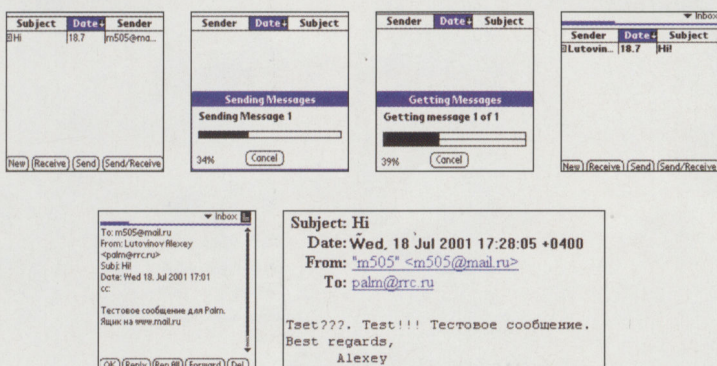 Subject Date Sender
Hi 18.7 m505@ma...
New Receive Send Send/Receive
Sender Date Subject
Sending Messages
Sending Message 1
34% Cancel
Sender Date Subject
Getting Messages
Getting message 1 of 1
39% Cancel
Inbox
Sender Date Subject
Lutovin... 18.7 Hi!
New Receive Send Send/Receive
Inbox
To: m505@mail.ru
From: Lutovinov Alexey
<palm@rrc.ru>
Subj: Hi!
Date: Wed 18. Jul 2001 17:01
cc:
Тестовое сообщение для Palm.
Ящик на www.mail.ru
OK Reply Rep All Forward Del
Subject: Hi
Date: Wed, 18 Jul 2001 17:28:05 +0400
From: "m505" <m505@mail.ru>
To: palm@rrc.ru
Tset???. Test!!! Тестовое сообщение.
Best regards,
Alexey